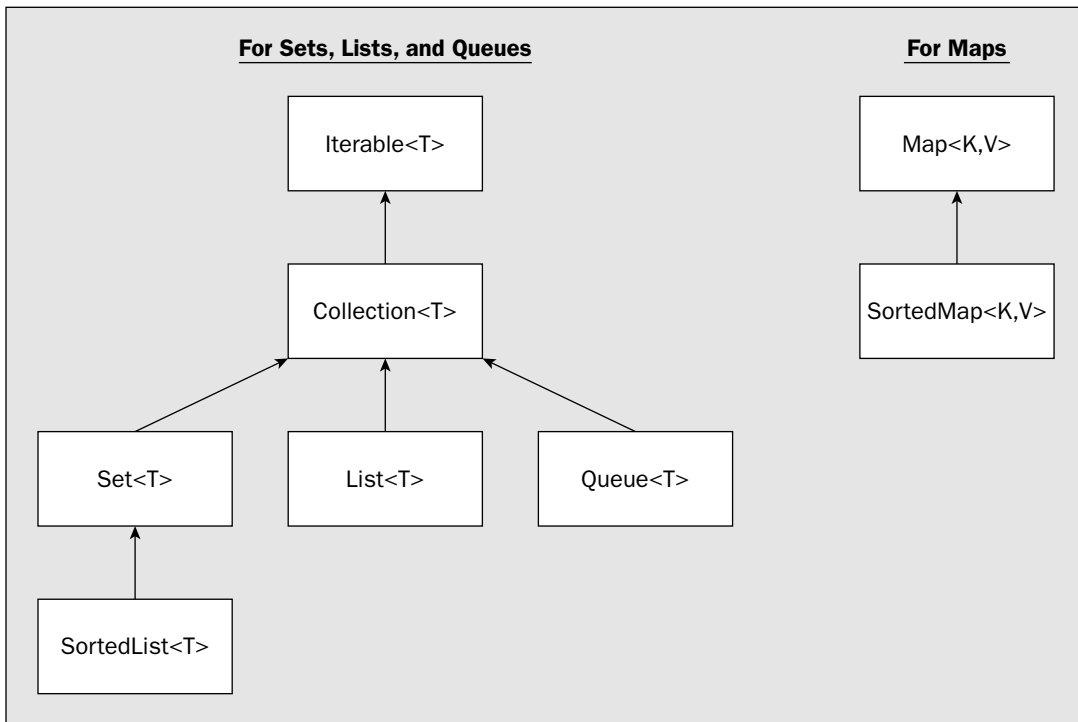 For Sets, Lists, and Queues
For Maps
Iterable<T>
Map<K,V>
Collection<T>
SortedMap<K,V>
Set<T>
List<T>
Queue<T>
SortedList<T>